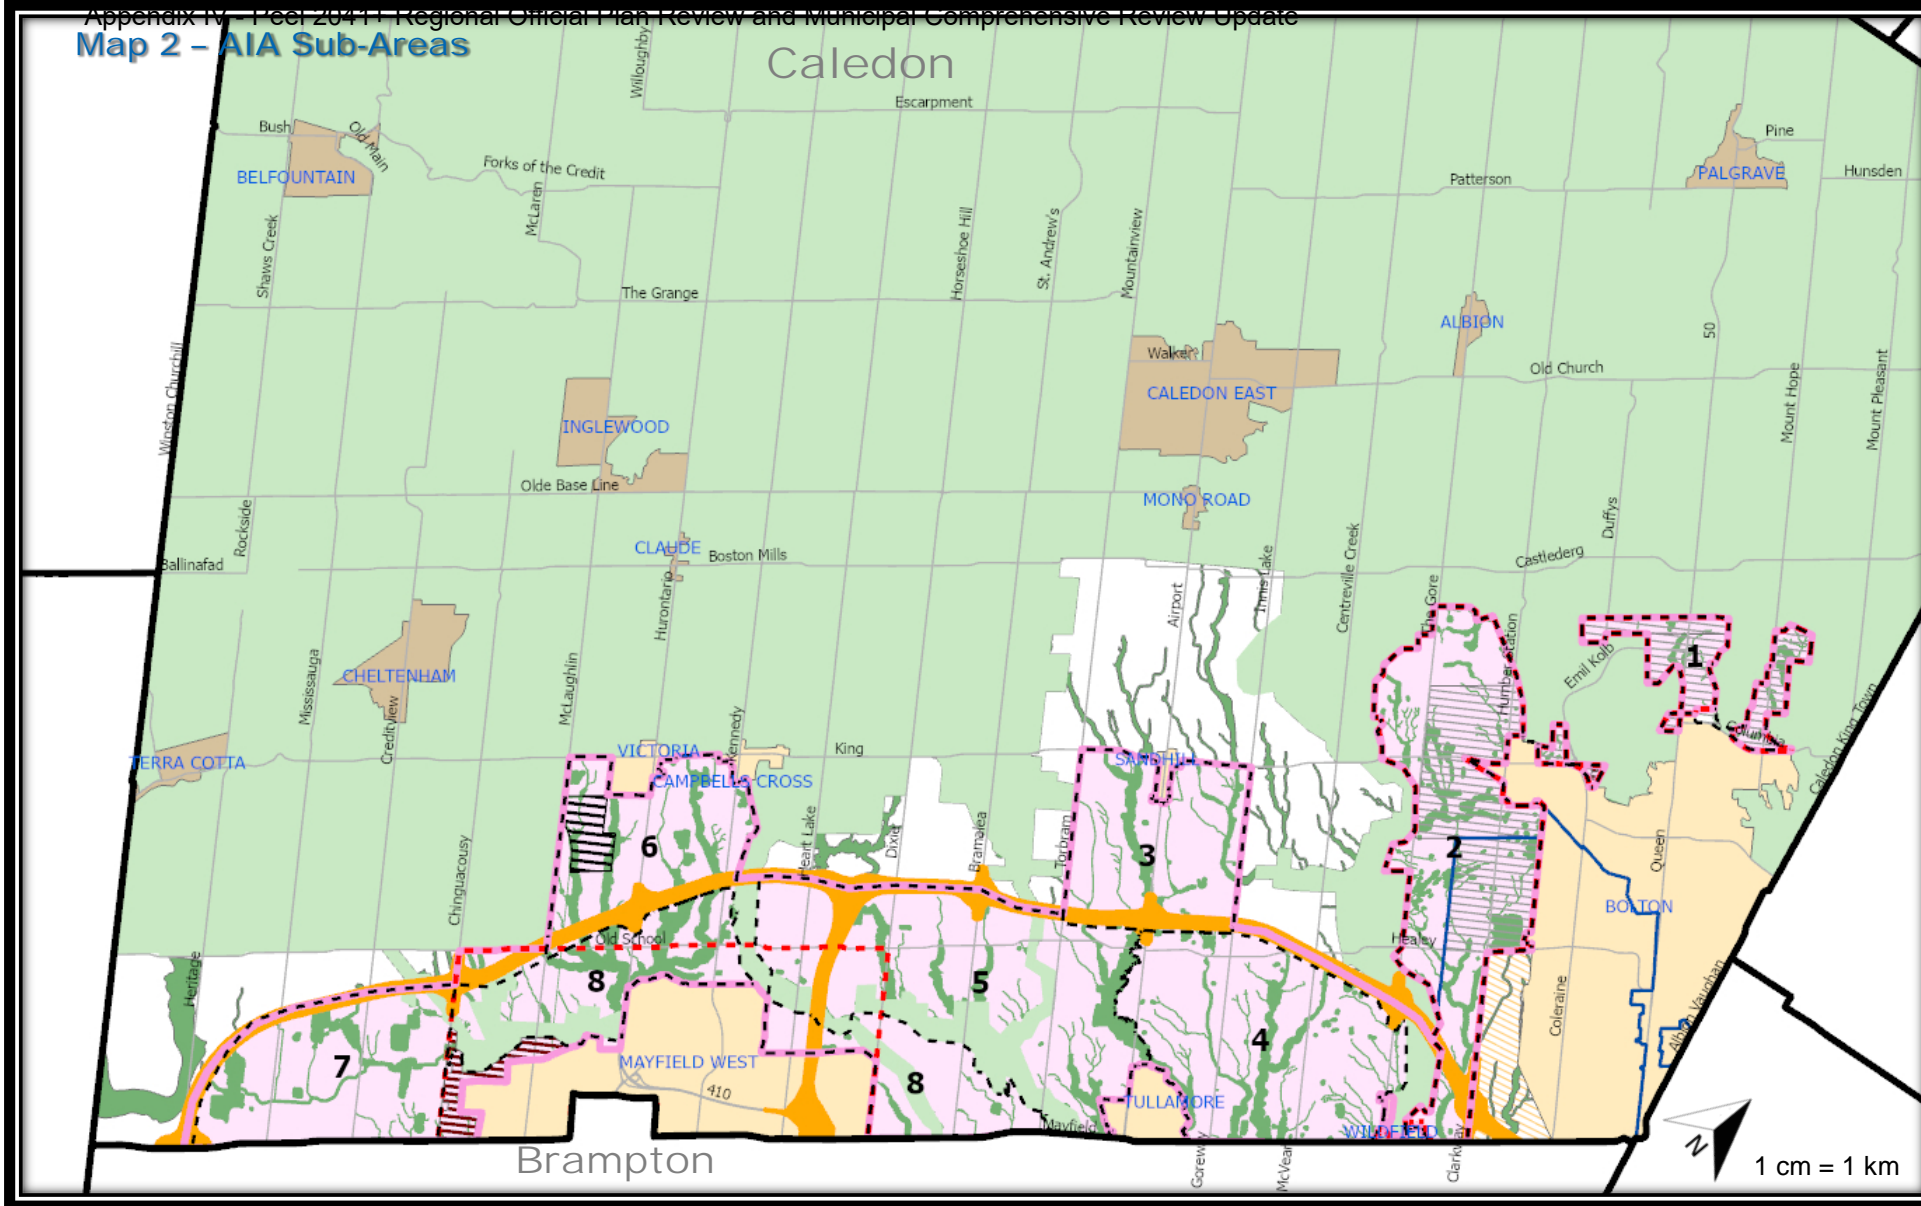 Appendix IV - Peel 2041+ Regional Official Plan Review and Municipal Comprehensive Review Update
Map 2 – AIA Sub-Areas
Caledon
Willoughby
Escarpment
Bush
Old Main
Pine
BELFOUNTAIN
Forks of the Credit
PALGRAVE
Hunsden
Patterson
McLaren
Shaws Creek
Horseshoe Hill
St. Andrew's
Mountainview
The Grange
ALBION
50
Winston Churchill
Walker
Old Church
CALEDON EAST
Mount Hope
Mount Pleasant
INGLEWOOD
Olde Base Line
MONO ROAD
Rockside
Duffys
CLAUDE
Boston Mills
Ballinafad
Castlederg
Innis Lake
Centreville Creek
Airport
Hurontario
The Gore
Humber Station
Emil Kolb
1
CHELTENHAM
Mississauga
McLaughlin
Creditview
Kennedy
Columbia
Caledon King Town
TERRA COTTA
VICTORIA
King
SANDHILL
CAMPBELLS CROSS
Heart Lake
Dixie
Bramalea
Torbram
6
3
2
Queen
Chinguacousy
BOLTON
Old School
Healey
Heritage
8
5
Coleraine
Albion Vaughan
7
MAYFIELD WEST
4
8
410
TULLAMORE
Mayfield
WILDFIELD
Brampton
Goreway
McVean
Clarkway
N
1 cm = 1 km